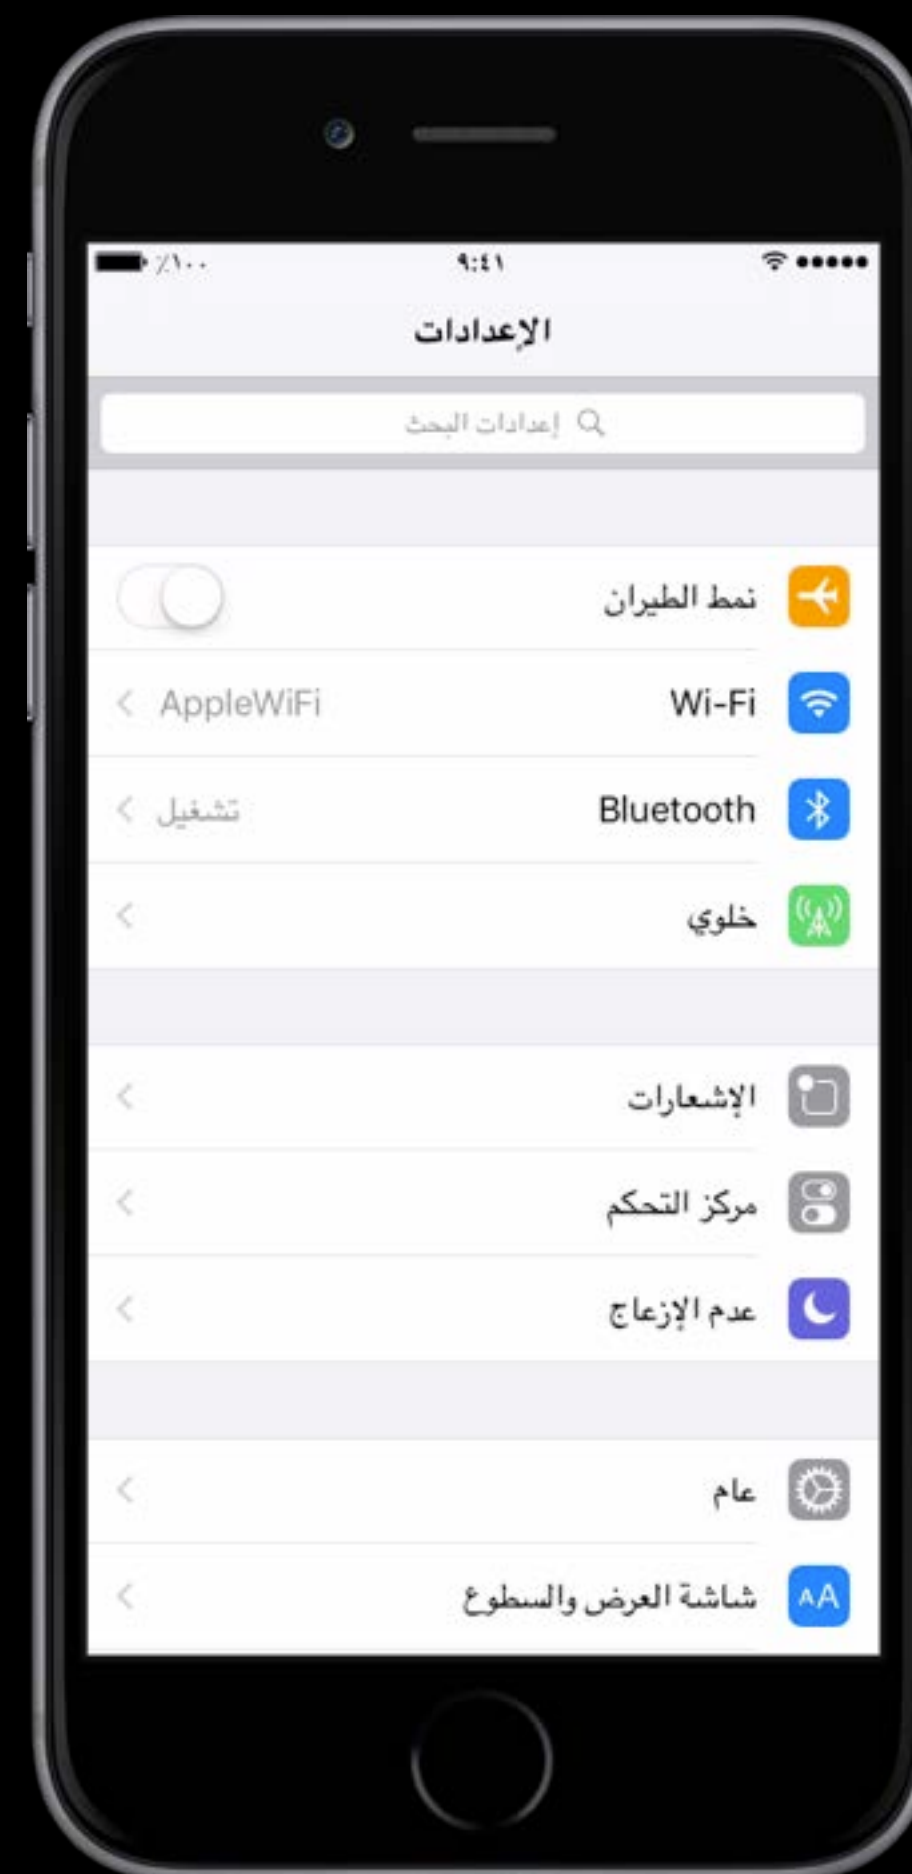 ٩:٤١
٪١٠٠
الإعدادات
إعدادات البحث
نمط الطيران
Wi-Fi AppleWiFi
Bluetooth تشغيل
خلوي
الإشعارات
مركز التحكم
عدم الإزعاج
عام
AA شاشة العرض والسطوع